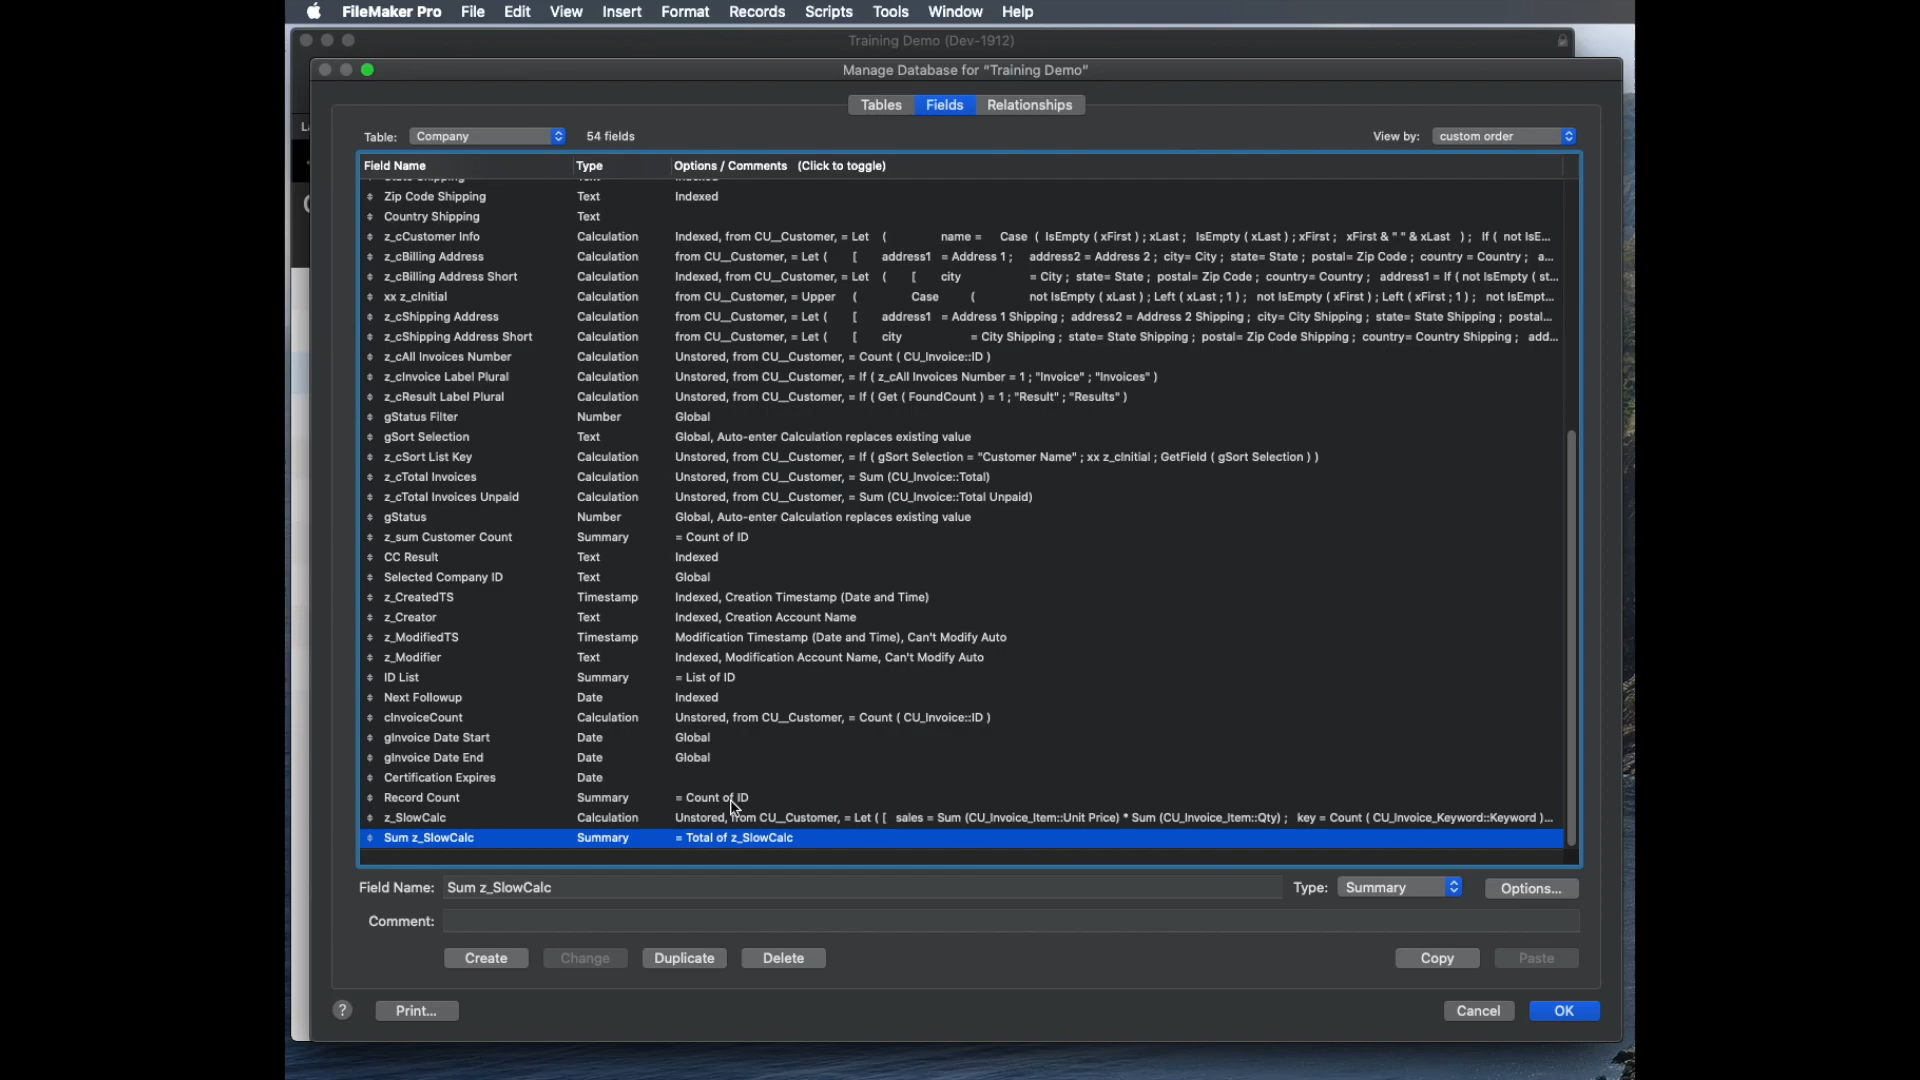 FileMaker Pro File Edit View Insert Format Records Scripts Tools Window Help
Training Demo (Dev-1912)
Manage Database for "Training Demo"
Tables Fields Relationships
Table: Company 54 fields View by: custom order
Field Name Type Options / Comments (Click to toggle)
Zip Code Shipping Text Indexed
Country Shipping Text
z_cCustomer Info Calculation Indexed, from CU__Customer, = Let ( name = Case ( IsEmpty ( xFirst ) ; xLast ; IsEmpty ( xLast ) ; xFirst ; xFirst & " " & xLast ) ; If ( not IsE...
z_cBilling Address Calculation from CU__Customer, = Let ( [ address1 = Address 1 ; address2 = Address 2 ; city= City ; state= State ; postal= Zip Code ; country = Country ; a...
z_cBilling Address Short Calculation Indexed, from CU__Customer, = Let ( [ city = City ; state= State ; postal= Zip Code ; country= Country ; address1 = If ( not IsEmpty ( st...
xx z_cInitial Calculation from CU__Customer, = Upper ( Case ( not IsEmpty ( xLast ) ; Left ( xLast ; 1 ) ; not IsEmpty ( xFirst ) ; Left ( xFirst ; 1 ) ; not IsEmpt...
z_cShipping Address Calculation from CU__Customer, = Let ( [ address1 = Address 1 Shipping ; address2 = Address 2 Shipping ; city= City Shipping ; state= State Shipping ; postal...
z_cShipping Address Short Calculation from CU__Customer, = Let ( [ city = City Shipping ; state= State Shipping ; postal= Zip Code Shipping ; country= Country Shipping ; add...
z_cAll Invoices Number Calculation Unstored, from CU__Customer, = Count ( CU_Invoice::ID )
z_cInvoice Label Plural Calculation Unstored, from CU__Customer, = If ( z_cAll Invoices Number = 1 ; "Invoice" ; "Invoices" )
z_cResult Label Plural Calculation Unstored, from CU__Customer, = If ( Get ( FoundCount ) = 1 ; "Result" ; "Results" )
gStatus Filter Number Global
gSort Selection Text Global, Auto-enter Calculation replaces existing value
z_cSort List Key Calculation Unstored, from CU__Customer, = If ( gSort Selection = "Customer Name" ; xx z_cInitial ; GetField ( gSort Selection ) )
z_cTotal Invoices Calculation Unstored, from CU__Customer, = Sum (CU_Invoice::Total)
z_cTotal Invoices Unpaid Calculation Unstored, from CU__Customer, = Sum (CU_Invoice::Total Unpaid)
gStatus Number Global, Auto-enter Calculation replaces existing value
z_sum Customer Count Summary = Count of ID
CC Result Text Indexed
Selected Company ID Text Global
z_CreatedTS Timestamp Indexed, Creation Timestamp (Date and Time)
z_Creator Text Indexed, Creation Account Name
z_ModifiedTS Timestamp Modification Timestamp (Date and Time), Can't Modify Auto
z_Modifier Text Indexed, Modification Account Name, Can't Modify Auto
ID List Summary = List of ID
Next Followup Date Indexed
cInvoiceCount Calculation Unstored, from CU__Customer, = Count ( CU_Invoice::ID )
gInvoice Date Start Date Global
gInvoice Date End Date Global
Certification Expires Date
Record Count Summary = Count of ID
z_SlowCalc Calculation Unstored, from CU__Customer, = Let ( [ sales = Sum (CU_Invoice_Item::Unit Price) * Sum (CU_Invoice_Item::Qty) ; key = Count ( CU_Invoice_Keyword::Keyword )...
Sum z_SlowCalc Summary = Total of z_SlowCalc
Field Name: Sum z_SlowCalc Type: Summary Options...
Comment:
Create Change Duplicate Delete Copy Paste
? Print... Cancel OK